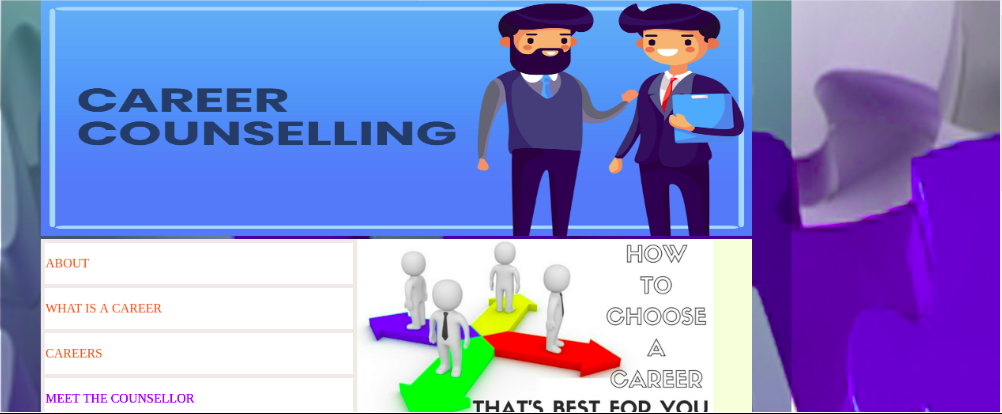 CAREER
COUNSELLING
ABOUT
WHAT IS A CAREER
CAREERS
MEET THE COUNSELLOR
HOW
TO
CHOOSE
A
CAREER
THAT'S BEST FOR YOU